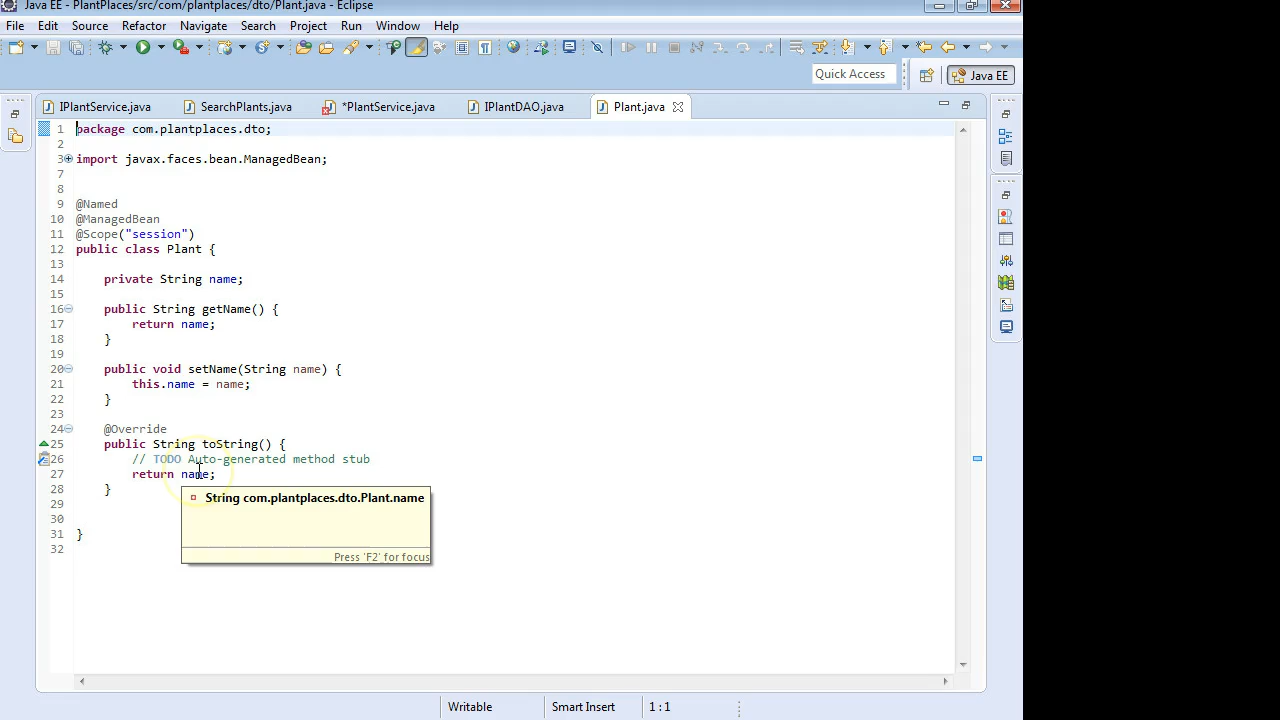 Java EE - PlantPlaces/src/com/plantplaces/dto/Plant.java - Eclipse
File Edit Source Refactor Navigate Search Project Run Window Help
Quick Access
Java EE
IPlantService.java SearchPlants.java *PlantService.java IPlantDAO.java Plant.java
1 package com.plantplaces.dto;
2
3 import javax.faces.bean.ManagedBean;
7
8
9 @Named
10 @ManagedBean
11 @Scope("session")
12 public class Plant {
13
14 private String name;
15
16 public String getName() {
17 return name;
18 }
19
20 public void setName(String name) {
21 this.name = name;
22 }
23
24 @Override
25 public String toString() {
26 // TODO Auto-generated method stub
27 return name;
28 }
String com.plantplaces.dto.Plant.name
29
30
31 }
32
Press 'F2' for focus
Writable Smart Insert 1 : 1